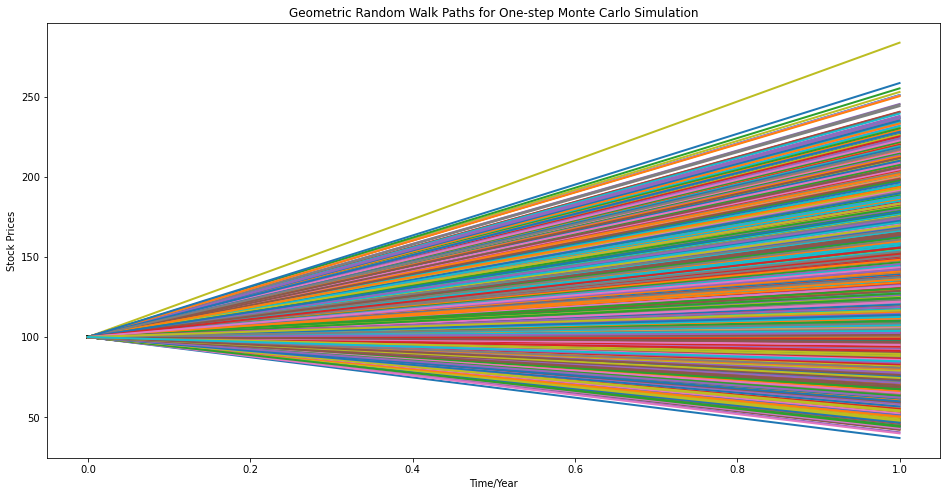 Geometric Random Walk Paths for One-step Monte Carlo Simulation
Stock Prices
250
200
150
100
50
0.0 0.2 0.4 0.6 0.8 1.0
Time/Year